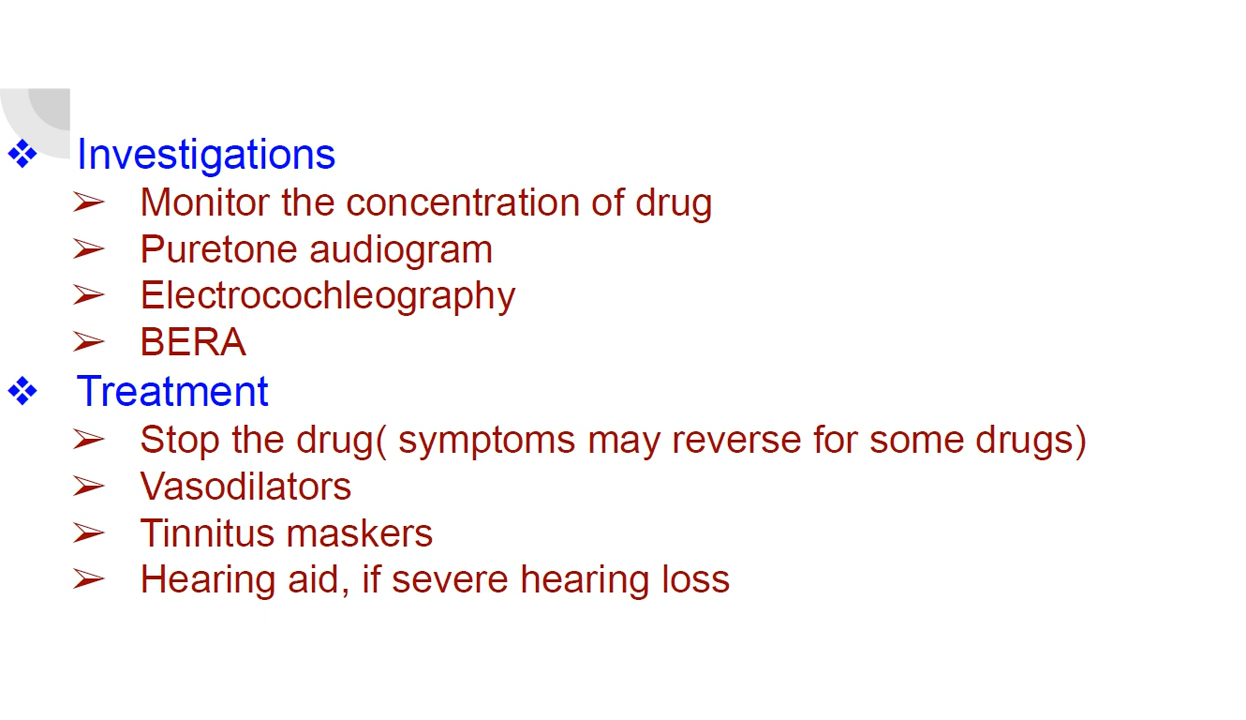 ❖ Investigations
➢ Monitor the concentration of drug
➢ Puretone audiogram
➢ Electrocochleography
➢ BERA
❖ Treatment
➢ Stop the drug( symptoms may reverse for some drugs)
➢ Vasodilators
➢ Tinnitus maskers
➢ Hearing aid, if severe hearing loss